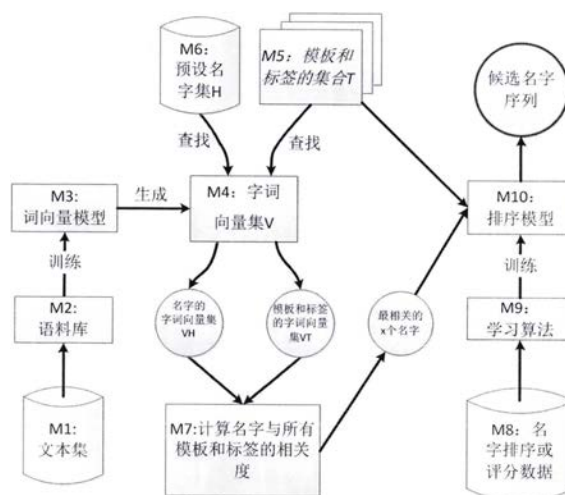 M6：
预设名
字集H
M5：模板和
标签的集合T
候选名字
序列
查找
查找
M3：
词向量模型
生成
M4：字词
向量集V
M10：
排序模型
训练
训练
M2：
语料库
名字的
字词向量集
VH
模板和标签
的字词向量
集VT
最相关的
x个名字
M9：
学习算法
M1：
文本集
M7:计算名字与所有
模板和标签的相关
度
M8：名
字排序或
评分数据